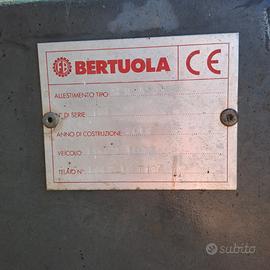 BERTUOLA CE
ALLESTIMENTO TIPO
N° DI SERIE
ANNO DI COSTRUZIONE
VEICOLO
TELAIO N°
subito